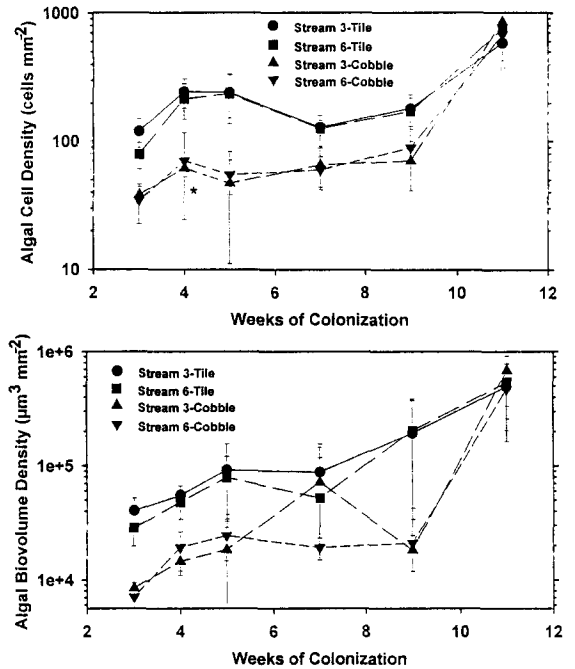 1000
100
10
Algal Cell Density (cells mm-2)
Stream 3-Tile
Stream 6-Tile
Stream 3-Cobble
Stream 6-Cobble
*
2 4 6 8 10 12
Weeks of Colonization
1e+6
1e+5
1e+4
Algal Biovolume Density (µm³ mm-2)
Stream 3-Tile
Stream 6-Tile
Stream 3-Cobble
Stream 6-Cobble
2 4 6 8 10 12
Weeks of Colonization